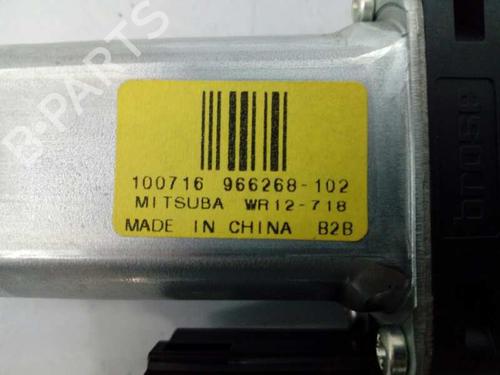 B-PARTS
100716 966268-102
MITSUBA WR12-718
MADE IN CHINA B2B
brose